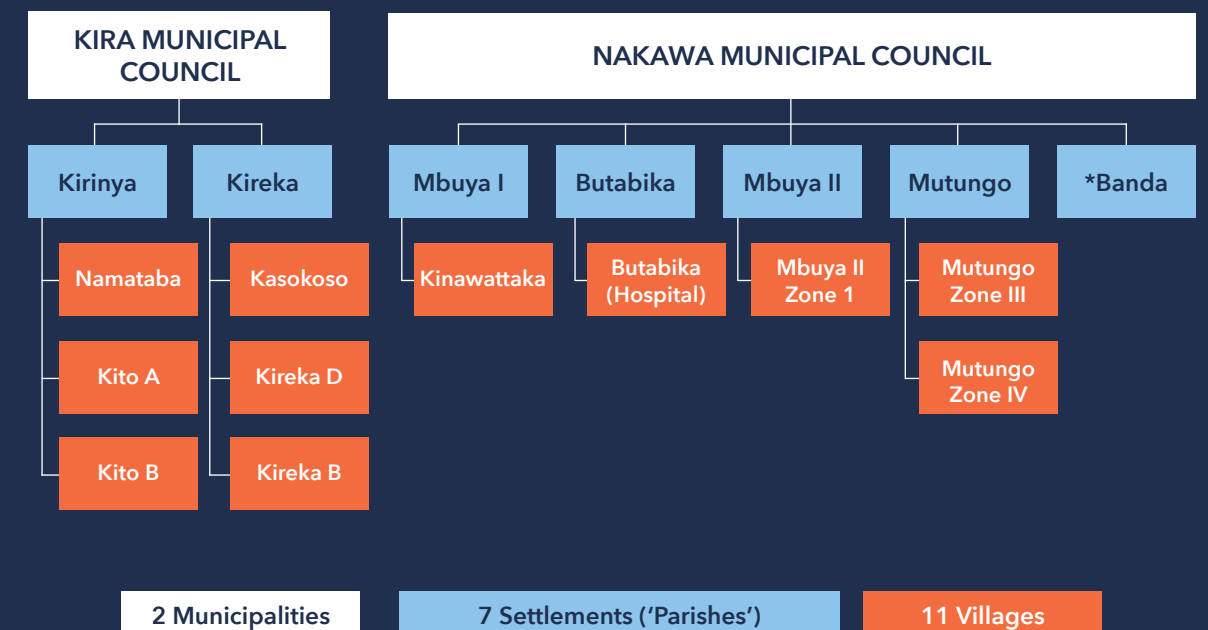 KIRA MUNICIPAL
COUNCIL
NAKAWA MUNICIPAL COUNCIL
Kirinya
Kireka
Mbuya I
Butabika
Mbuya II
Mutungo
*Banda
Namataba
Kasokoso
Kinawattaka
Butabika
(Hospital)
Mbuya II
Zone 1
Mutungo
Zone III
Kito A
Kireka D
Mutungo
Zone IV
Kito B
Kireka B
2 Municipalities
7 Settlements (‘Parishes’)
11 Villages